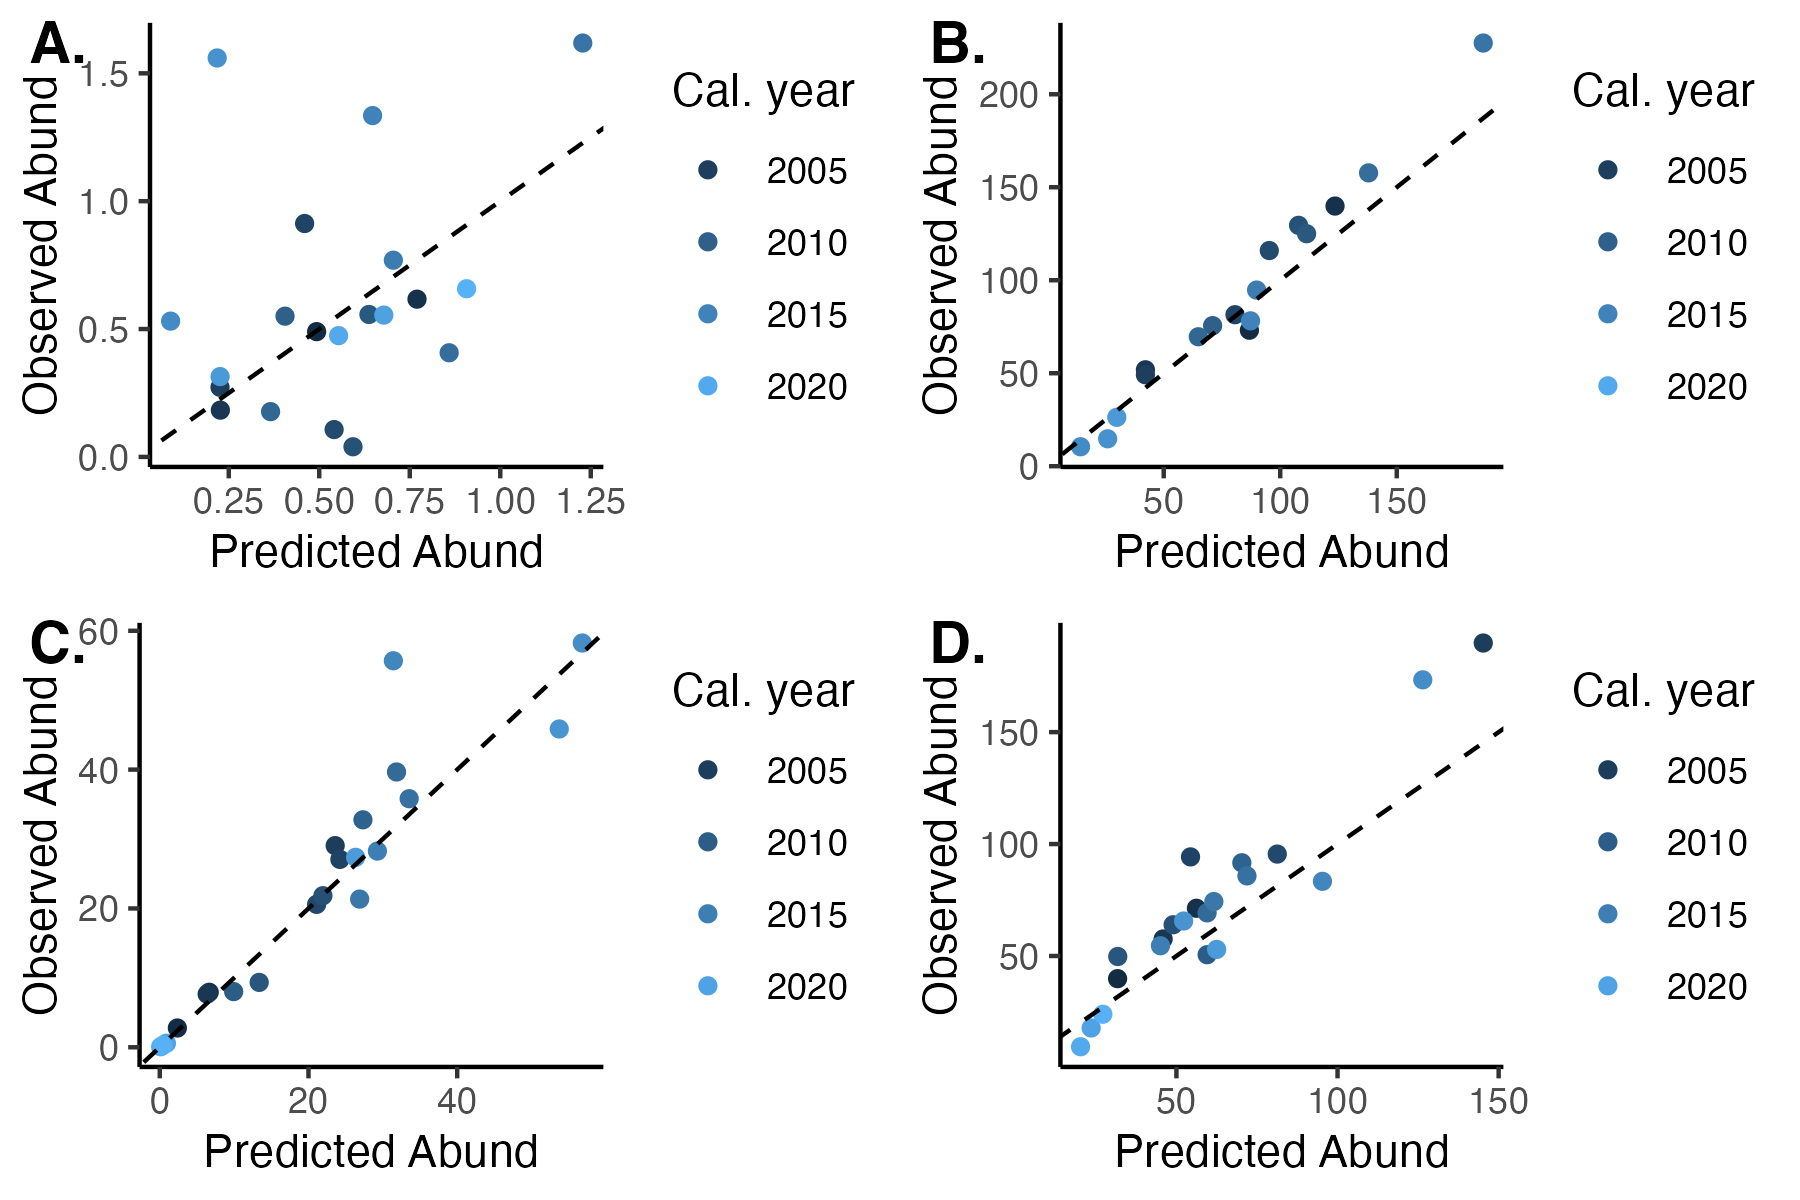 A.
Observed Abund
1.5
1.0
0.5
0.0
0.25 0.50 0.75 1.00 1.25
Predicted Abund
Cal. year
2005
2010
2015
2020
B.
Observed Abund
200
150
100
50
0
50 100 150
Predicted Abund
Cal. year
2005
2010
2015
2020
C.
Observed Abund
60
40
20
0
0 20 40
Predicted Abund
Cal. year
2005
2010
2015
2020
D.
Observed Abund
150
100
50
50 100 150
Predicted Abund
Cal. year
2005
2010
2015
2020